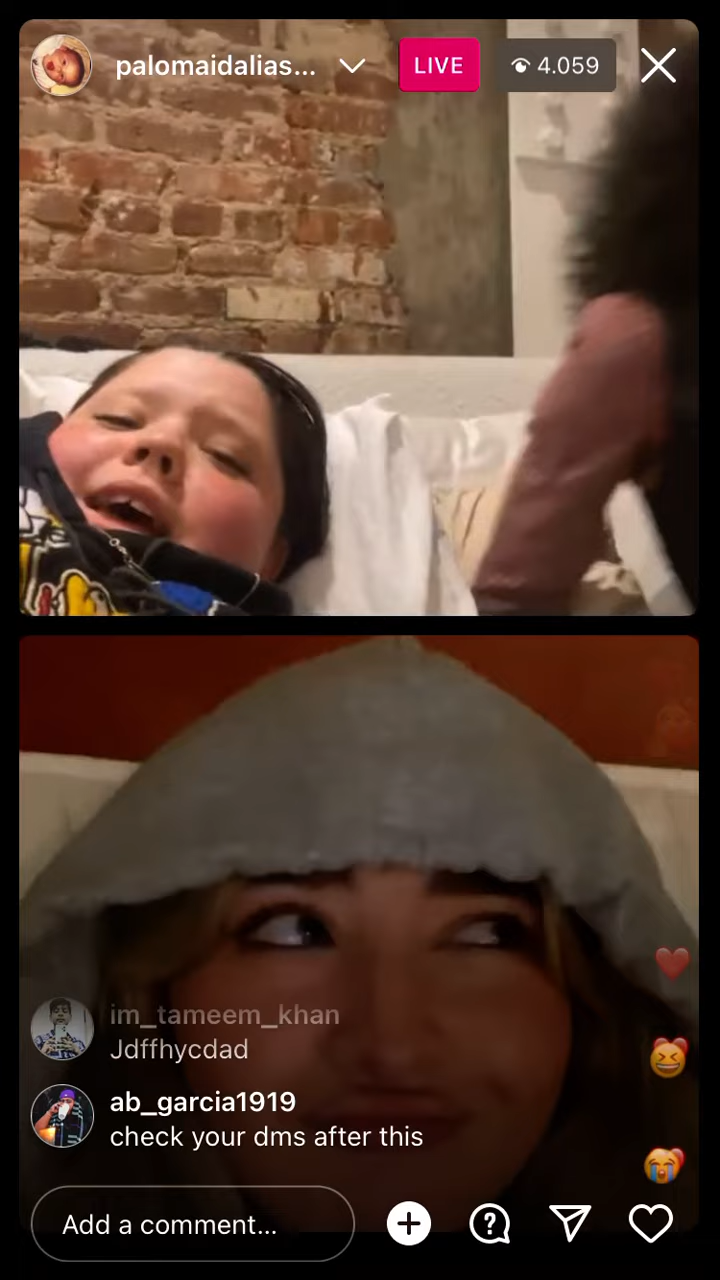 palomaidalias...
LIVE
4.059
im_tameem_khan
Jdffhycdad
ab_garcia1919
check your dms after this
Add a comment...